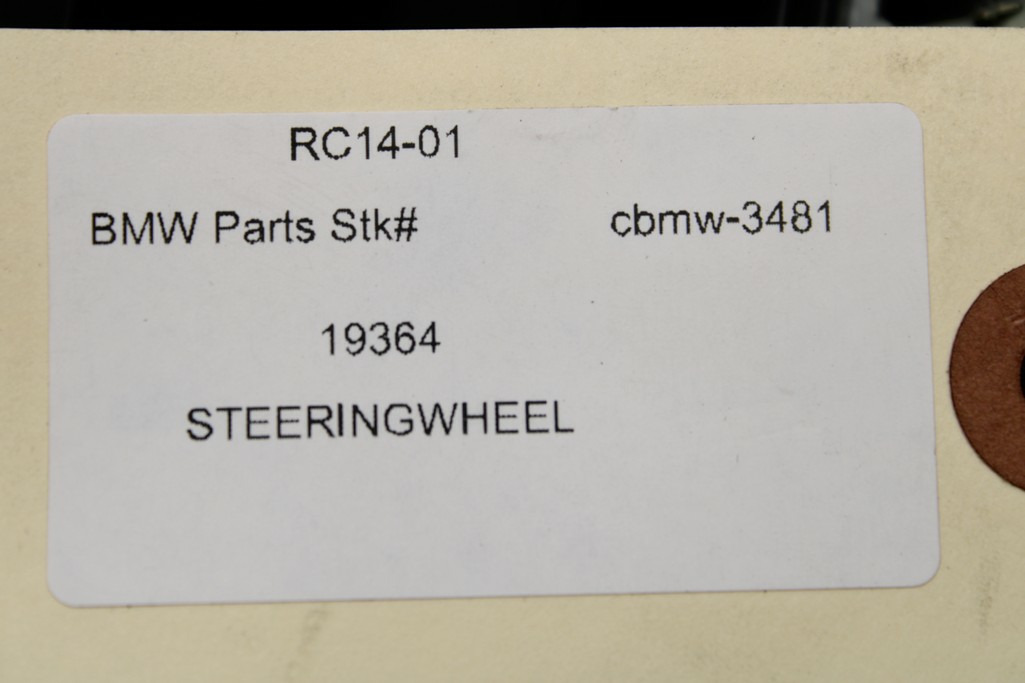 RC14-01
BMW Parts Stk# cbmw-3481
19364
STEERINGWHEEL